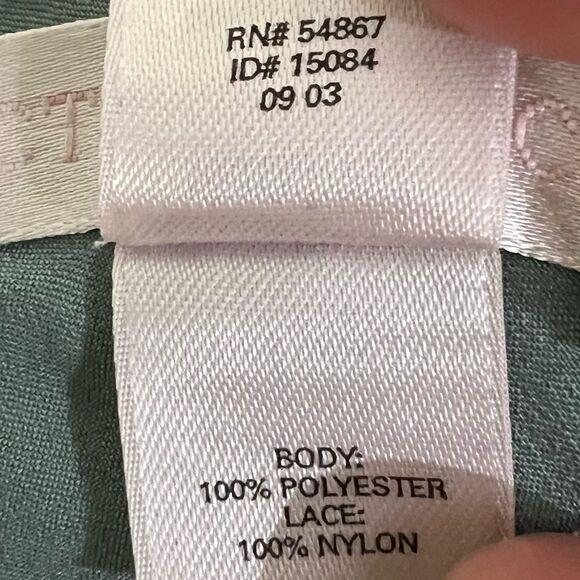 RN# 54867
ID# 15084
09 03
BODY:
100% POLYESTER
LACE:
100% NYLON